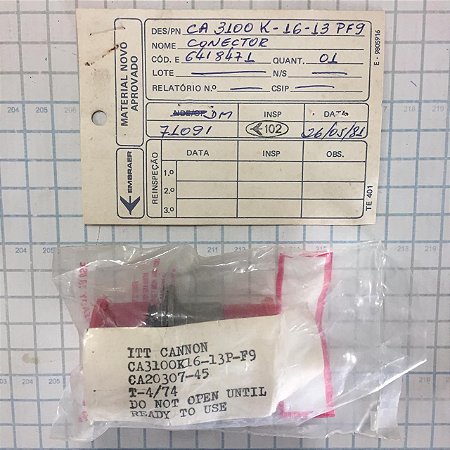 MATERIAL NOVO
APROVADO
EMBRAER
DES/PN CA 3100 K-16-13 PF9
NOME CONECTOR
CÓD. E 6418471 QUANT. 01
LOTE N/S
RELATÓRIO N.º CSIP
DM INSP DATA
71091 102 26/05/81
REINSPEÇÃO
DATA INSP OBS.
1.º
2.º
3.º
E - 9905916
TE 401
ITT CANNON
CA3100K16-13P-F9
CA20307-45
T-4/74
DO NOT OPEN UNTIL
READY TO USE